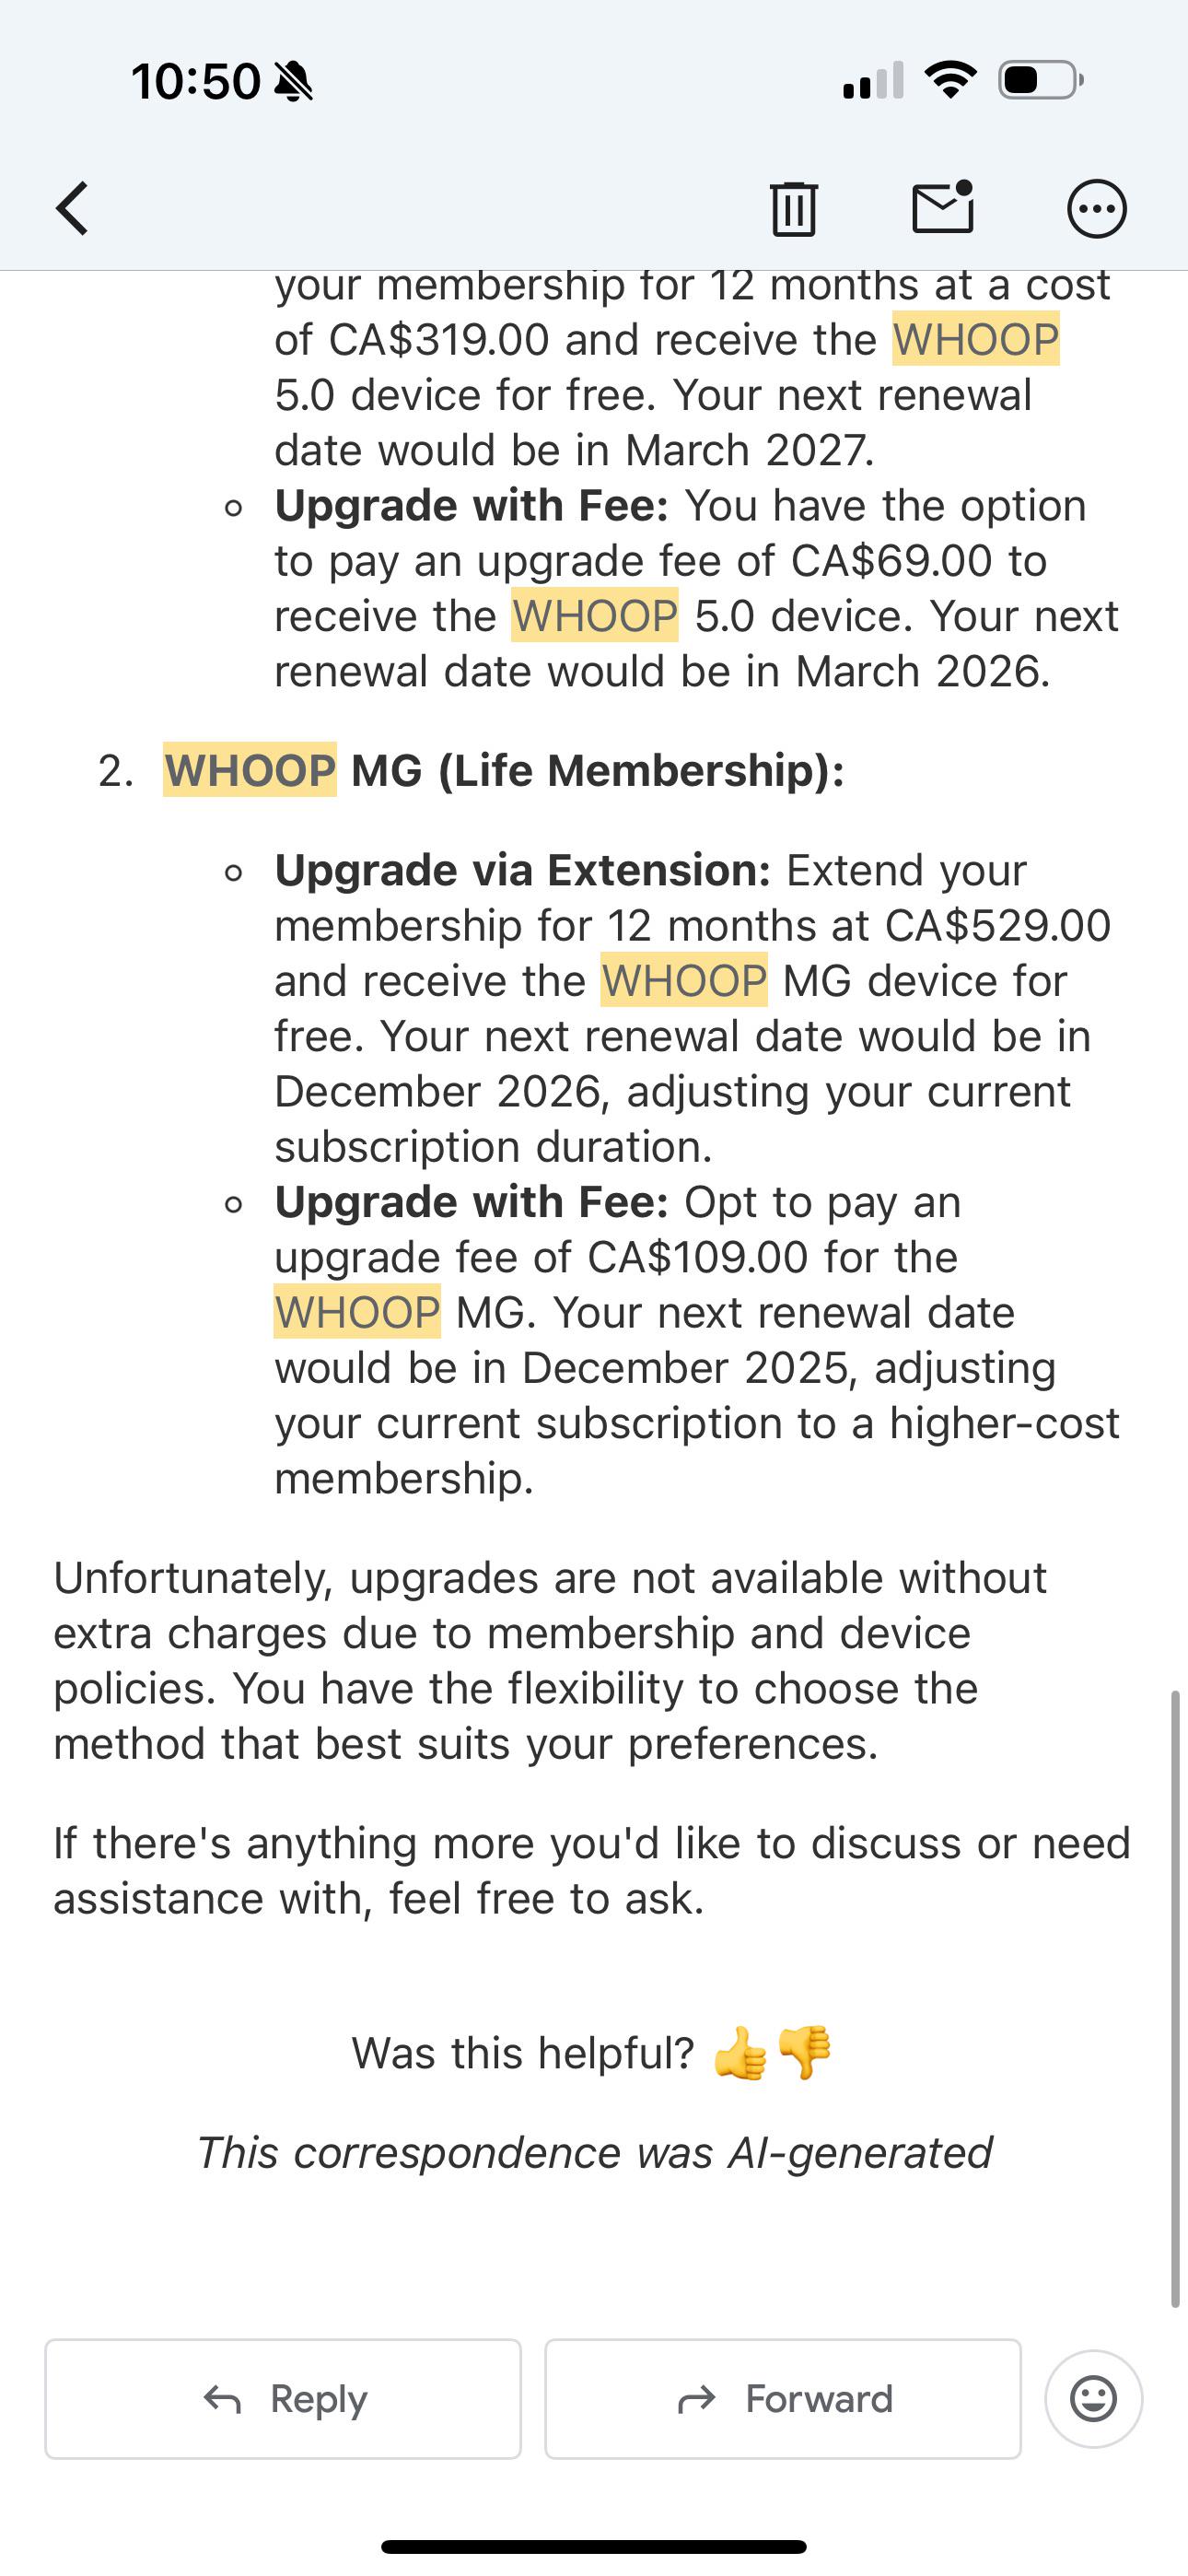 10:50
your membership for 12 months at a cost
of CA$319.00 and receive the WHOOP
5.0 device for free. Your next renewal
date would be in March 2027.
Upgrade with Fee: You have the option
to pay an upgrade fee of CA$69.00 to
receive the WHOOP 5.0 device. Your next
renewal date would be in March 2026.
2. WHOOP MG (Life Membership):
Upgrade via Extension: Extend your
membership for 12 months at CA$529.00
and receive the WHOOP MG device for
free. Your next renewal date would be in
December 2026, adjusting your current
subscription duration.
Upgrade with Fee: Opt to pay an
upgrade fee of CA$109.00 for the
WHOOP MG. Your next renewal date
would be in December 2025, adjusting
your current subscription to a higher-cost
membership.
Unfortunately, upgrades are not available without
extra charges due to membership and device
policies. You have the flexibility to choose the
method that best suits your preferences.
If there's anything more you'd like to discuss or need
assistance with, feel free to ask.
Was this helpful? 👍👎
This correspondence was AI-generated
Reply
Forward